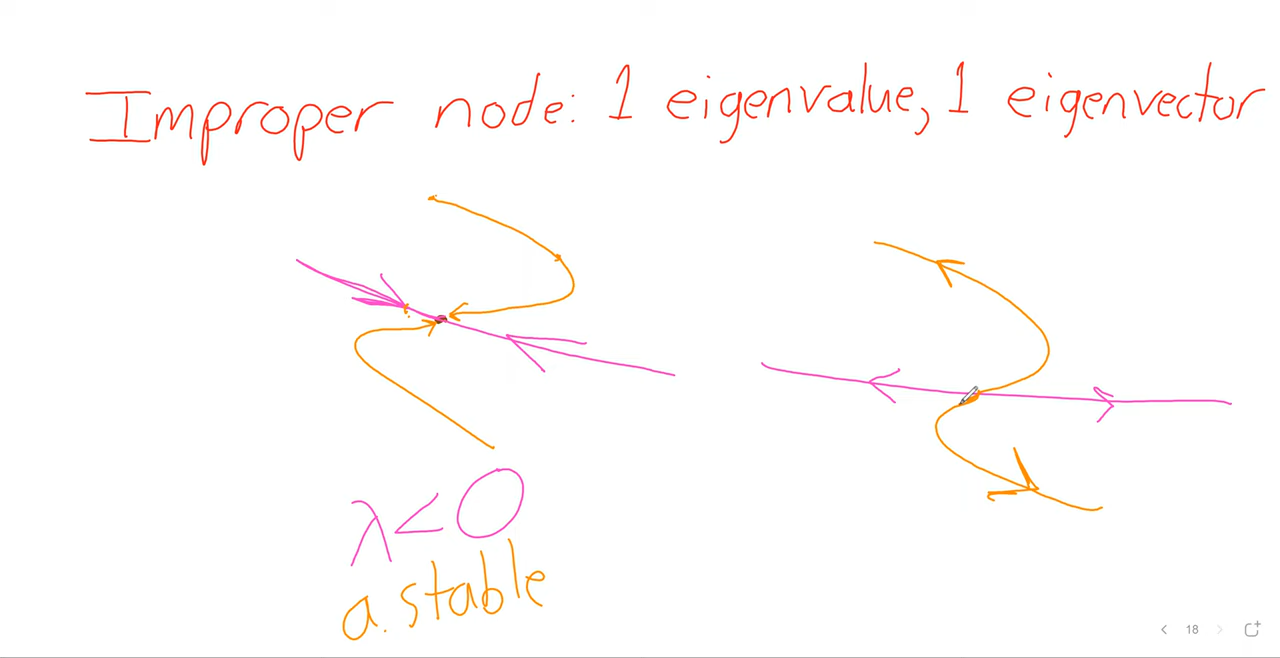 Improper node: 1 eigenvalue, 1 eigenvector
λ<0
a. stable
18